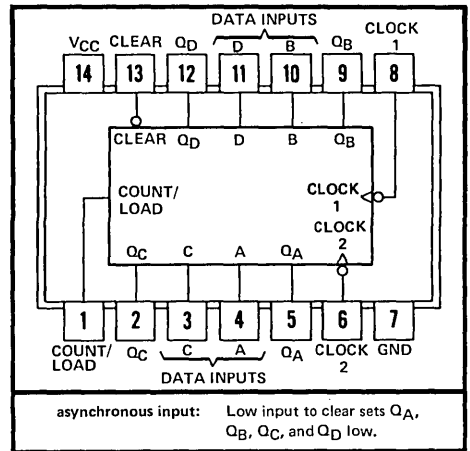 DATA INPUTS
VCC CLEAR QD D B QB CLOCK 1
14 13 12 11 10 9 8
CLEAR QD D B QB
COUNT/
LOAD
CLOCK
1
CLOCK
2
QC C A QA
1 2 3 4 5 6 7
COUNT/
LOAD
QC C A QA CLOCK
2
GND
DATA INPUTS
asynchronous input: Low input to clear sets QA,
QB, QC, and QD low.